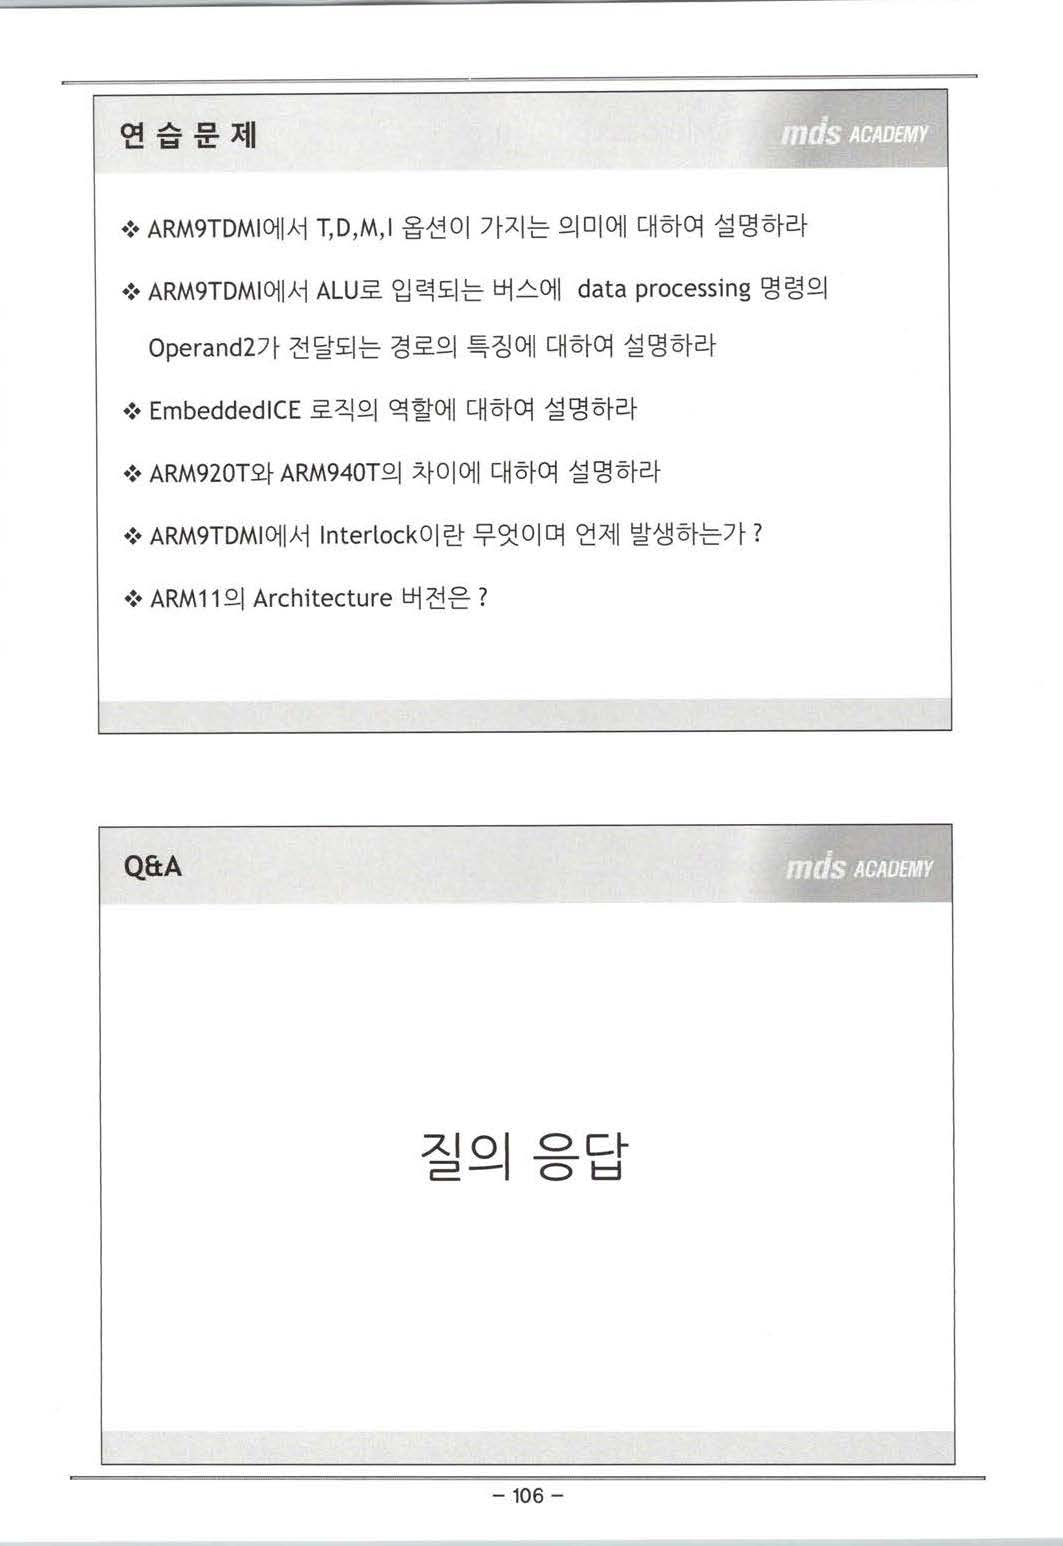 연 습 문 제
mds ACADEMY
❖ ARM9TDMI에서 T,D,M,I 옵션이 가지는 의미에 대하여 설명하라
❖ ARM9TDMI에서 ALU로 입력되는 버스에 data processing 명령의
Operand2가 전달되는 경로의 특징에 대하여 설명하라
❖ EmbeddedICE 로직의 역할에 대하여 설명하라
❖ ARM920T와 ARM940T의 차이에 대하여 설명하라
❖ ARM9TDMI에서 Interlock이란 무엇이며 언제 발생하는가 ?
❖ ARM11의 Architecture 버전은 ?
Q&A
mds ACADEMY
질의 응답
– 106 –